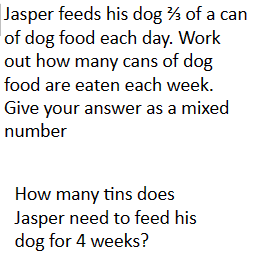 Jasper feeds his dog ⅔ of a can
of dog food each day. Work
out how many cans of dog
food are eaten each week.
Give your answer as a mixed
number
How many tins does
Jasper need to feed his
dog for 4 weeks?